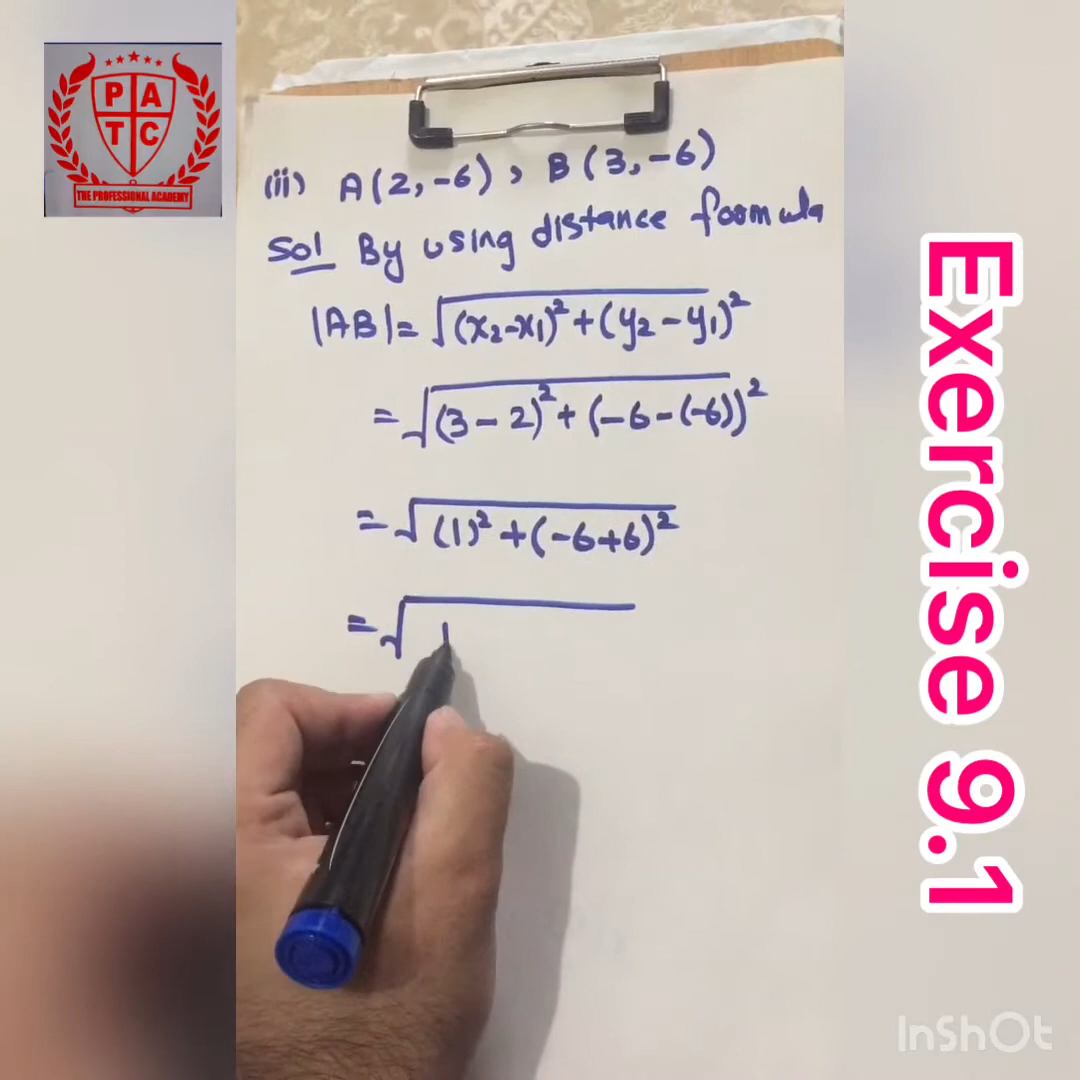 P A
T C
THE PROFESSIONAL ACADEMY
(ii) A(2,-6), B(3,-6)
Sol By using distance formula
|AB|= √(x₂-x₁)²+(y₂-y₁)²
=√(3-2)²+(-6-(-6))²
=√(1)²+(-6+6)²
=√1
Exercise 9.1
InShOt